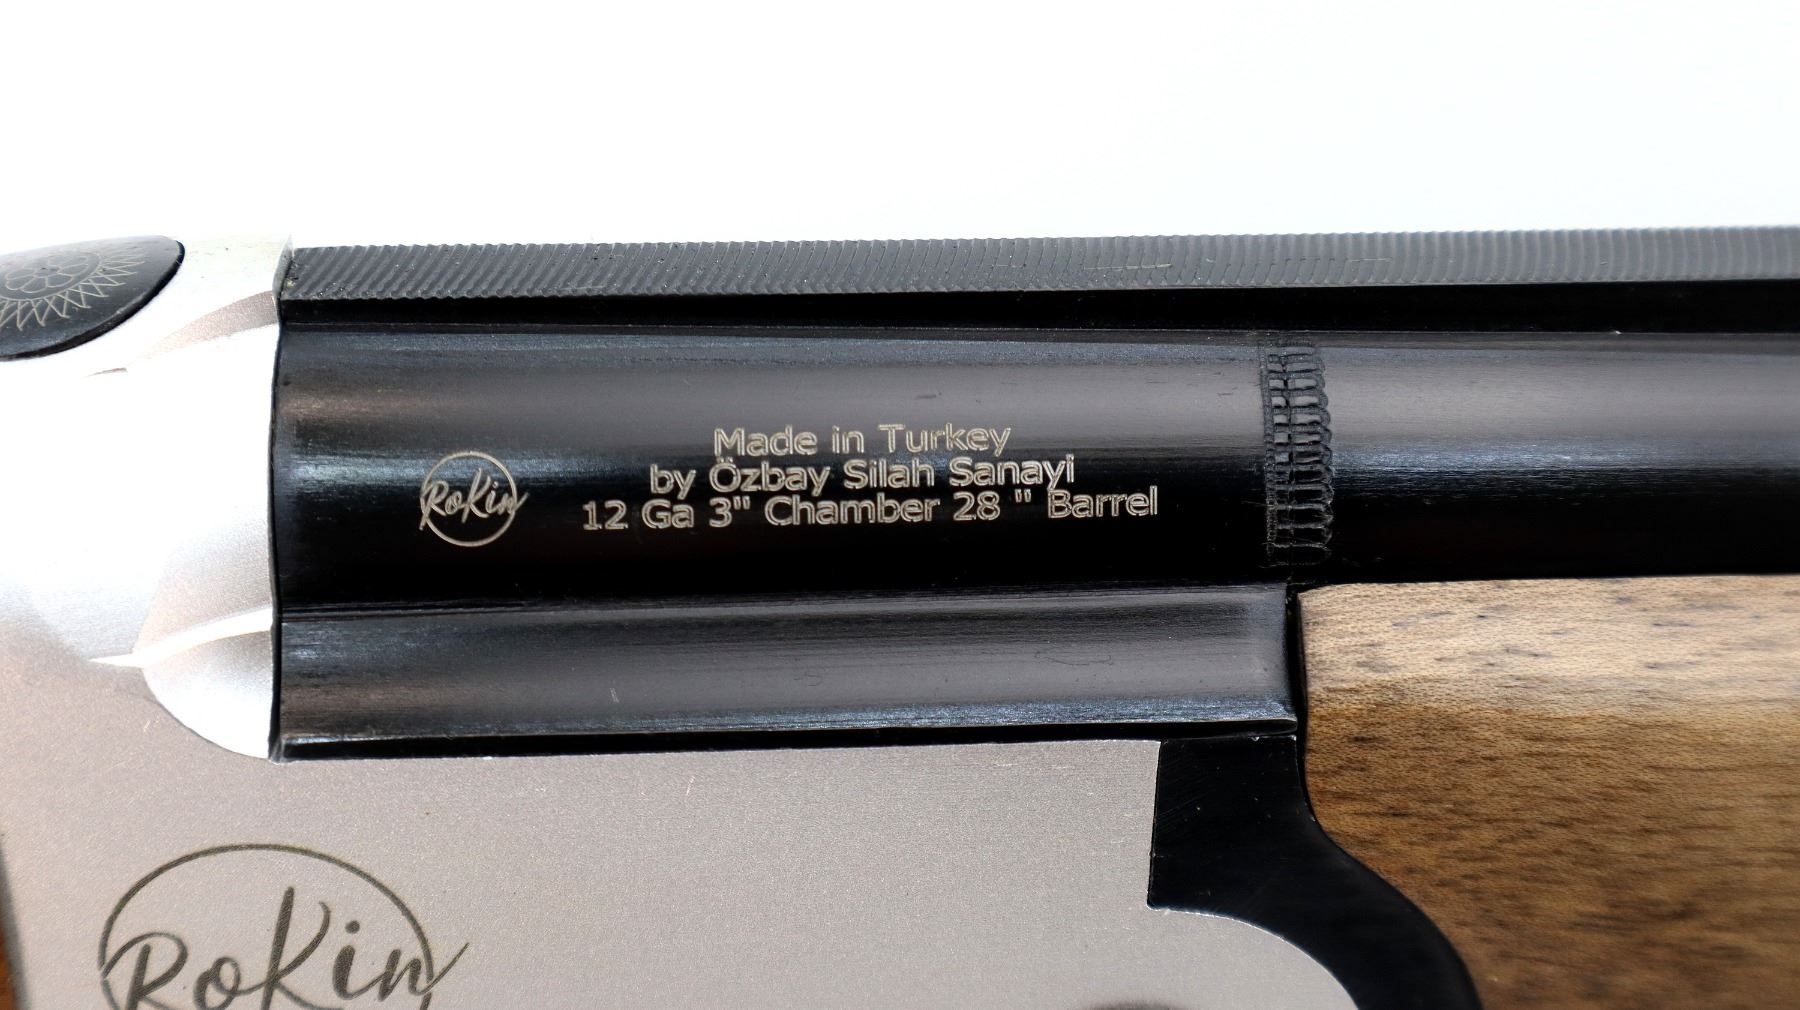 Made in Turkey
by Özbay Silah Sanayi
RoKin
12 Ga 3" Chamber 28 " Barrel
RoKin